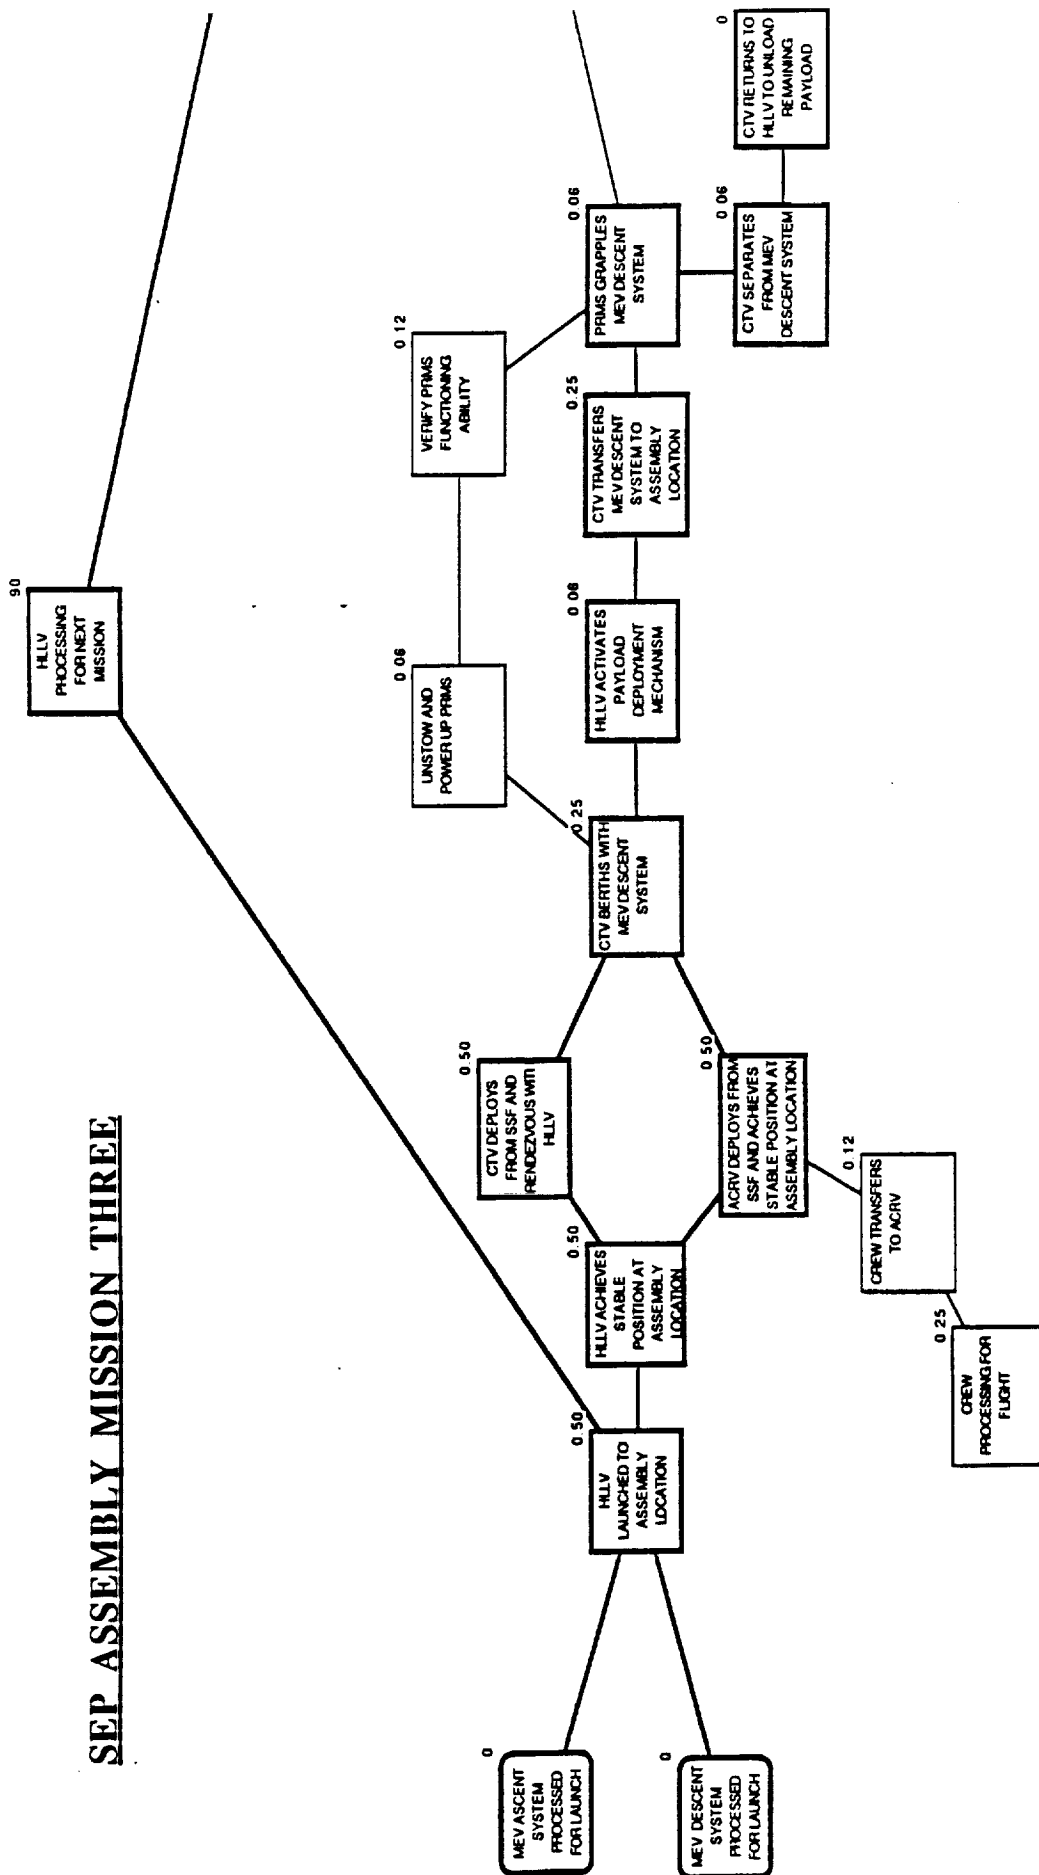 SEP ASSEMBLY MISSION THREE
0
MEV ASCENT
SYSTEM
PROCESSED
FOR LAUNCH
0
MEV DESCENT
SYSTEM
PROCESSED
FOR LAUNCH
0.50
HLLV
LAUNCHED TO
ASSEMBLY
LOCATION
90
HLLV
PROCESSING
FOR NEXT
MISSION
0.50
HLLV ACHIEVES
STABLE
POSITION AT
ASSEMBLY
LOCATION
0.25
CREW
PROCESSING FOR
FLIGHT
0.12
CREW TRANSFERS
TO ACRV
0.50
CTV DEPLOYS
FROM SSF AND
RENDEZVOUS WITH
HLLV
0.50
ACRV DEPLOYS FROM
SSF AND ACHIEVES
STABLE POSITION AT
ASSEMBLY LOCATION
0.25
CTV BERTHS WITH
MEV DESCENT
SYSTEM
0.06
UNSTOW AND
POWER UP PRMS
0.06
HLLV ACTIVATES
PAYLOAD
DEPLOYMENT
MECHANISM
0.12
VERIFY PRMS
FUNCTIONING
ABILITY
0.25
CTV TRANSFERS
MEV DESCENT
SYSTEM TO
ASSEMBLY
LOCATION
0.06
PRMS GRAPPLES
MEV DESCENT
SYSTEM
0.06
CTV SEPARATES
FROM MEV
DESCENT SYSTEM
0
CTV RETURNS TO
HLLV TO UNLOAD
REMAINING
PAYLOAD